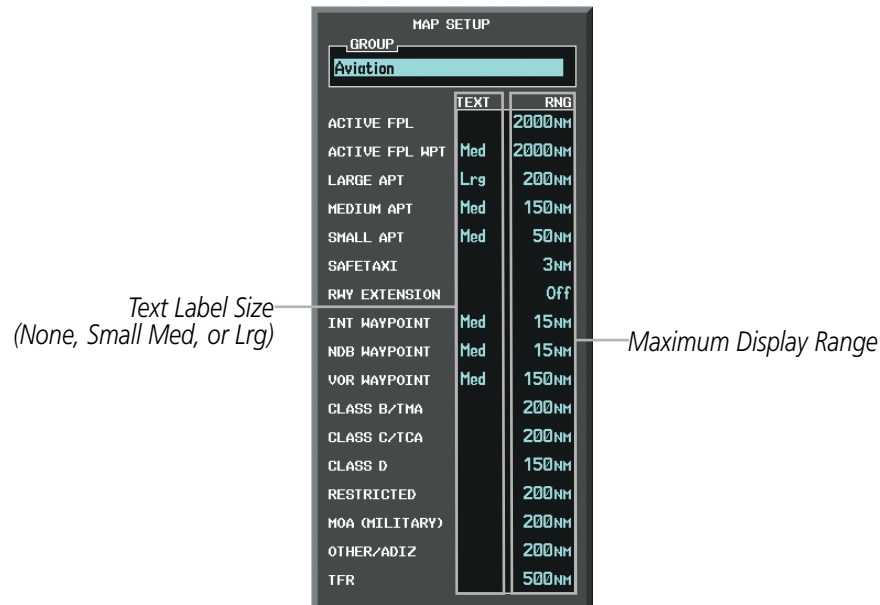 MAP SETUP
GROUP
Aviation
TEXT RNG
ACTIVE FPL 2000NM
ACTIVE FPL WPT Med 2000NM
LARGE APT Lrg 200NM
MEDIUM APT Med 150NM
SMALL APT Med 50NM
SAFETAXI 3NM
RWY EXTENSION Off
INT WAYPOINT Med 15NM
NDB WAYPOINT Med 15NM
VOR WAYPOINT Med 150NM
CLASS B/TMA 200NM
CLASS C/TCA 200NM
CLASS D 150NM
RESTRICTED 200NM
MOA (MILITARY) 200NM
OTHER/ADIZ 200NM
TFR 500NM
Text Label Size
(None, Small Med, or Lrg)
Maximum Display Range